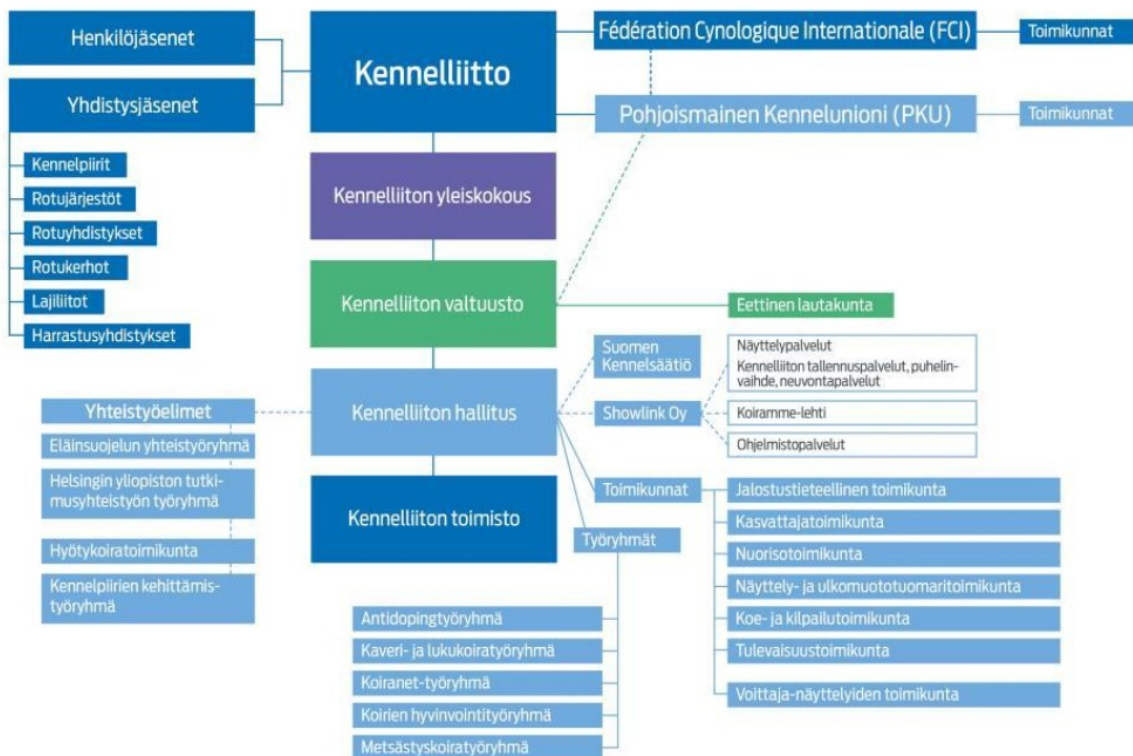 Henkilöjäsenet
Yhdistysjäsenet
Kennelpiirit
Rotujärjestöt
Rotuyhdistykset
Rotukerhot
Lajiliitot
Harrastusyhdistykset
Kennelliitto
Fédération Cynologique Internationale (FCI)
Toimikunnat
Pohjoismainen Kennelunioni (PKU)
Toimikunnat
Kennelliiton yleiskokous
Kennelliiton valtuusto
Eettinen lautakunta
Kennelliiton hallitus
Suomen
Kennelsäätiö
Showlink Oy
Näyttelypalvelut
Kennelliiton tallennuspalvelut, puhelin-
vaihde, neuvontapalvelut
Koiramme-lehti
Ohjelmistopalvelut
Yhteistyöelimet
Eläinsuojelun yhteistyöryhmä
Helsingin yliopiston tutki-
musyhteistyön työryhmä
Hyötykoiratoimikunta
Kennelpiirien kehittämis-
työryhmä
Kennelliiton toimisto
Toimikunnat
Jalostustieteellinen toimikunta
Kasvattajatoimikunta
Nuorisotoimikunta
Näyttely- ja ulkomuototuomaritoimikunta
Koe- ja kilpailutoimikunta
Tulevaisuustoimikunta
Voittaja-näyttelyiden toimikunta
Työryhmät
Antidopingtyöryhmä
Kaveri- ja lukukoiratyöryhmä
Koiranet-työryhmä
Koirien hyvinvointityöryhmä
Metsästyskoiratyöryhmä